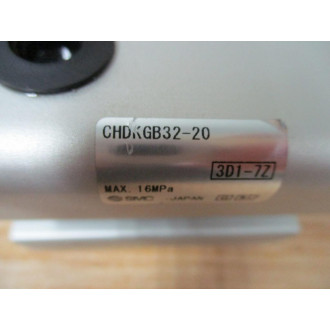 CHDKGB32-20
3D1-7Z
MAX. 16MPa
SMC JAPAN